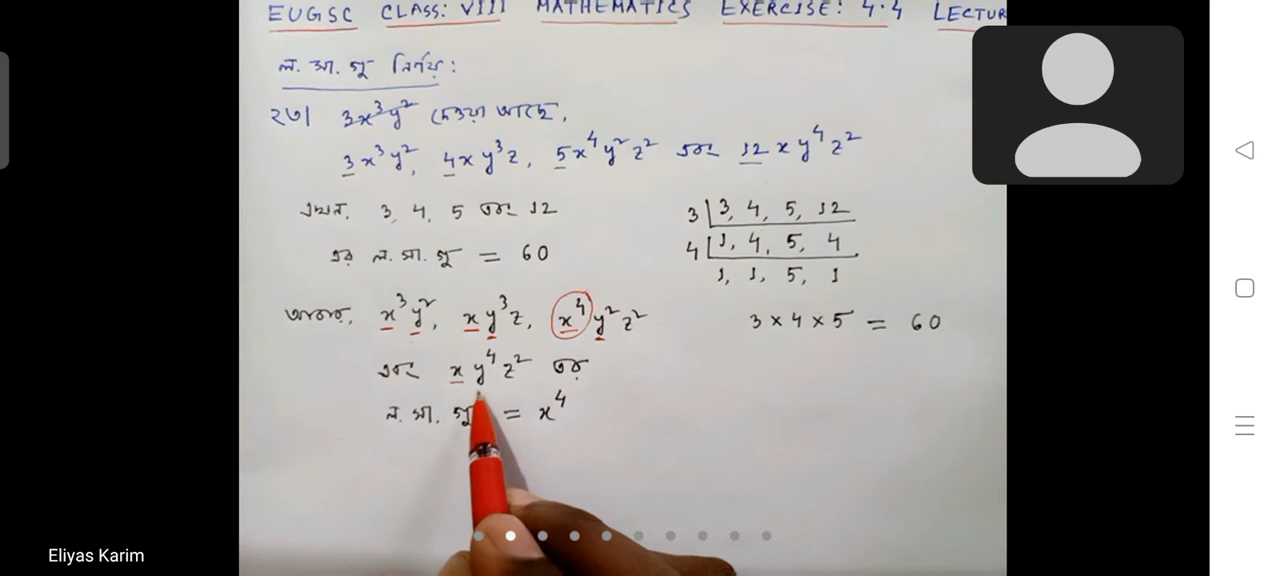 EUGSC CLASS: VIII MATHEMATICS EXERCISE: 4.4 LECTUR
ল. সা. গু নির্ণয়:
২৩। 3x³y² দেওয়া আছে,
3x³y², 4xy³z, 5x⁴y²z² এবং 12xy⁴z²
এখন, 3, 4, 5 এবং 12
এর ল. সা. গু = 60
3 | 3, 4, 5, 12
4 | 1, 4, 5, 4
1, 1, 5, 1
3 × 4 × 5 = 60
আবার, x³y², xy³z, x⁴y²z²
এবং xy⁴z² এর
ল. সা. গু = x⁴
Eliyas Karim